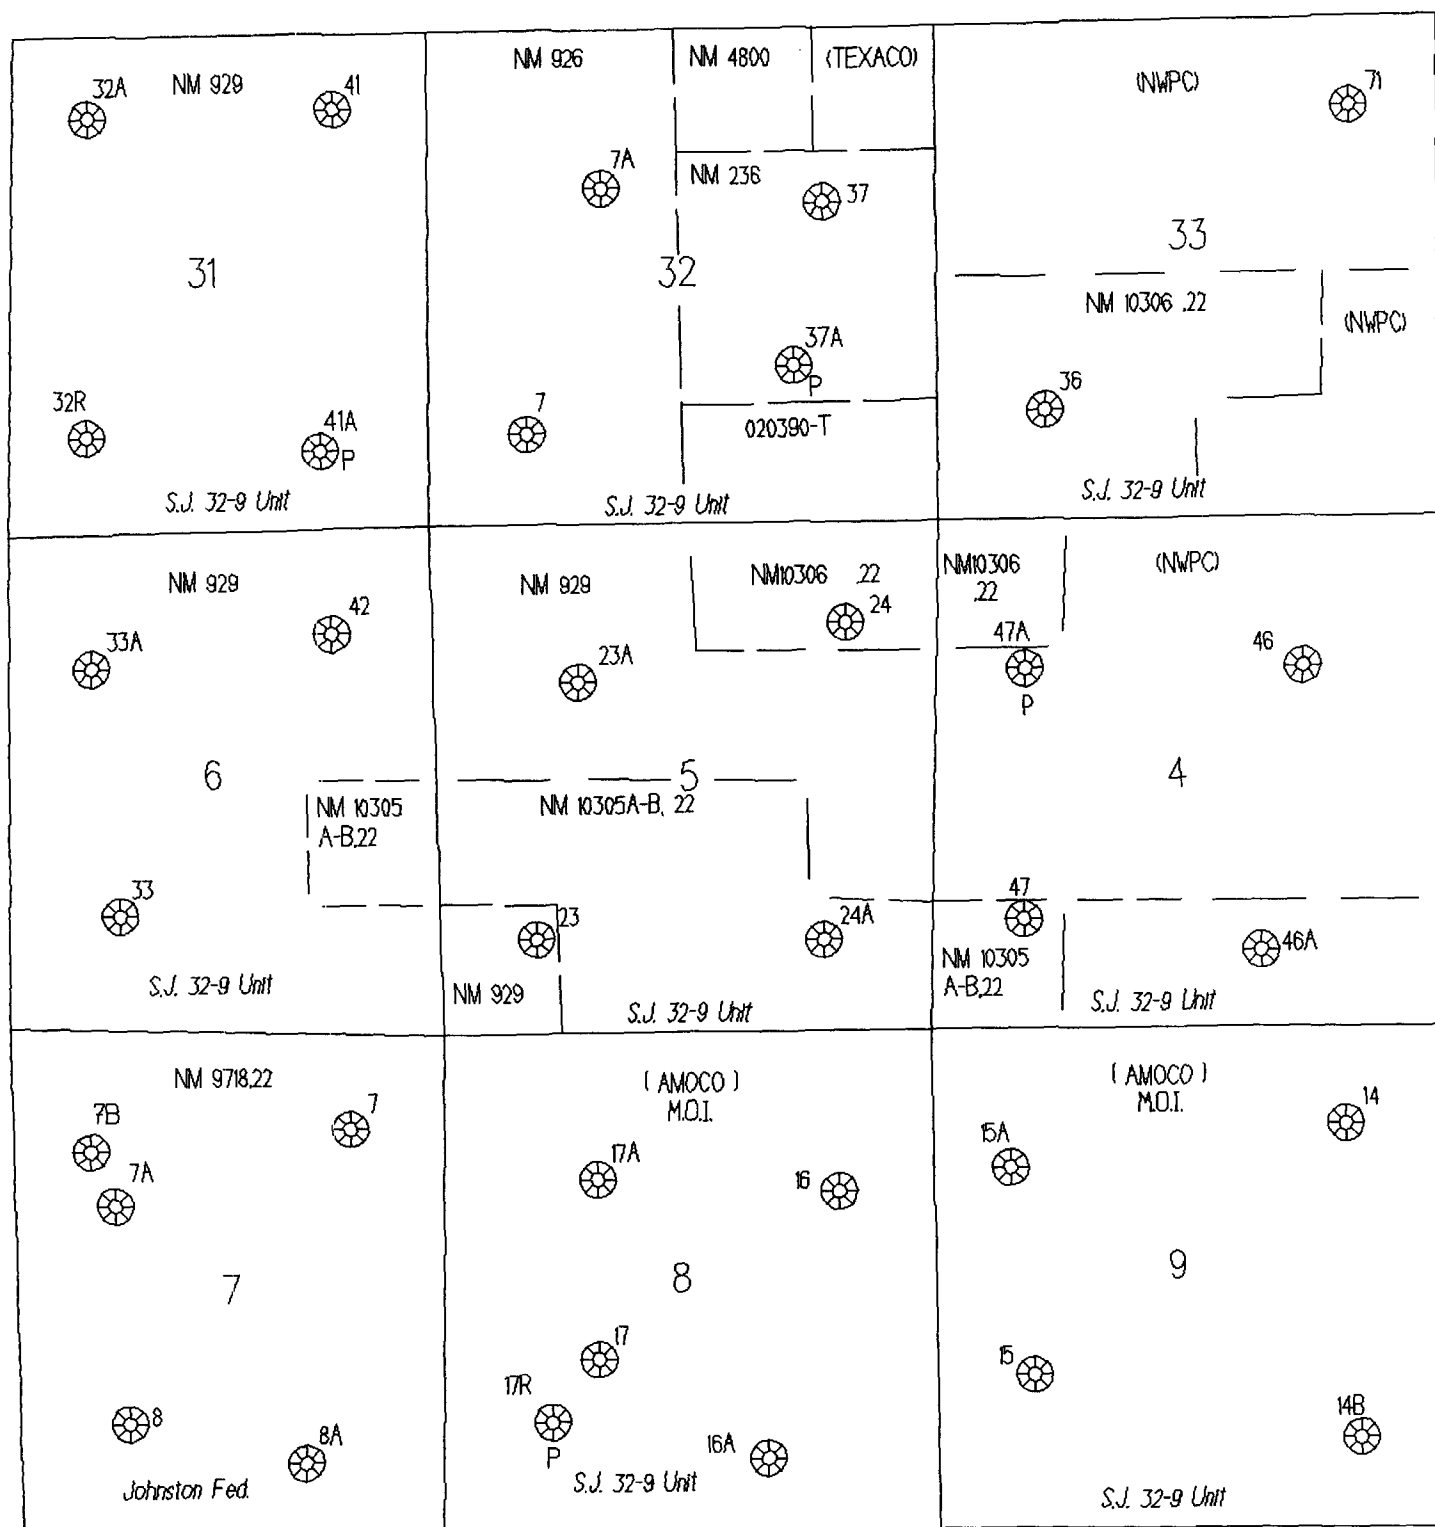 NM 929
32A
41
31
32R
41A
P
S.J. 32-9 Unit
NM 926
NM 4800
(TEXACO)
7A
NM 236
37
32
37A
P
7
020390-T
S.J. 32-9 Unit
(NWPC)
71
33
NM 10306 .22
(NWPC)
36
S.J. 32-9 Unit
NM 929
42
33A
6
NM 10305
A-B,22
33
S.J. 32-9 Unit
NM 929
NM10306 .22
24
23A
5
NM 10305A-B, 22
23
24A
NM 929
S.J. 32-9 Unit
NM10306
.22
(NWPC)
47A
46
P
4
47
46A
NM 10305
A-B,22
S.J. 32-9 Unit
NM 9718,22
7B
7
7A
7
8
8A
Johnston Fed.
( AMOCO )
M.O.I.
17A
16
8
17
17R
P
16A
S.J. 32-9 Unit
( AMOCO )
M.O.I.
14
15A
9
15
14B
S.J. 32-9 Unit